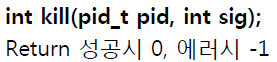 int kill(pid_t pid, int sig);
Return 성공시 0, 에러시 -1